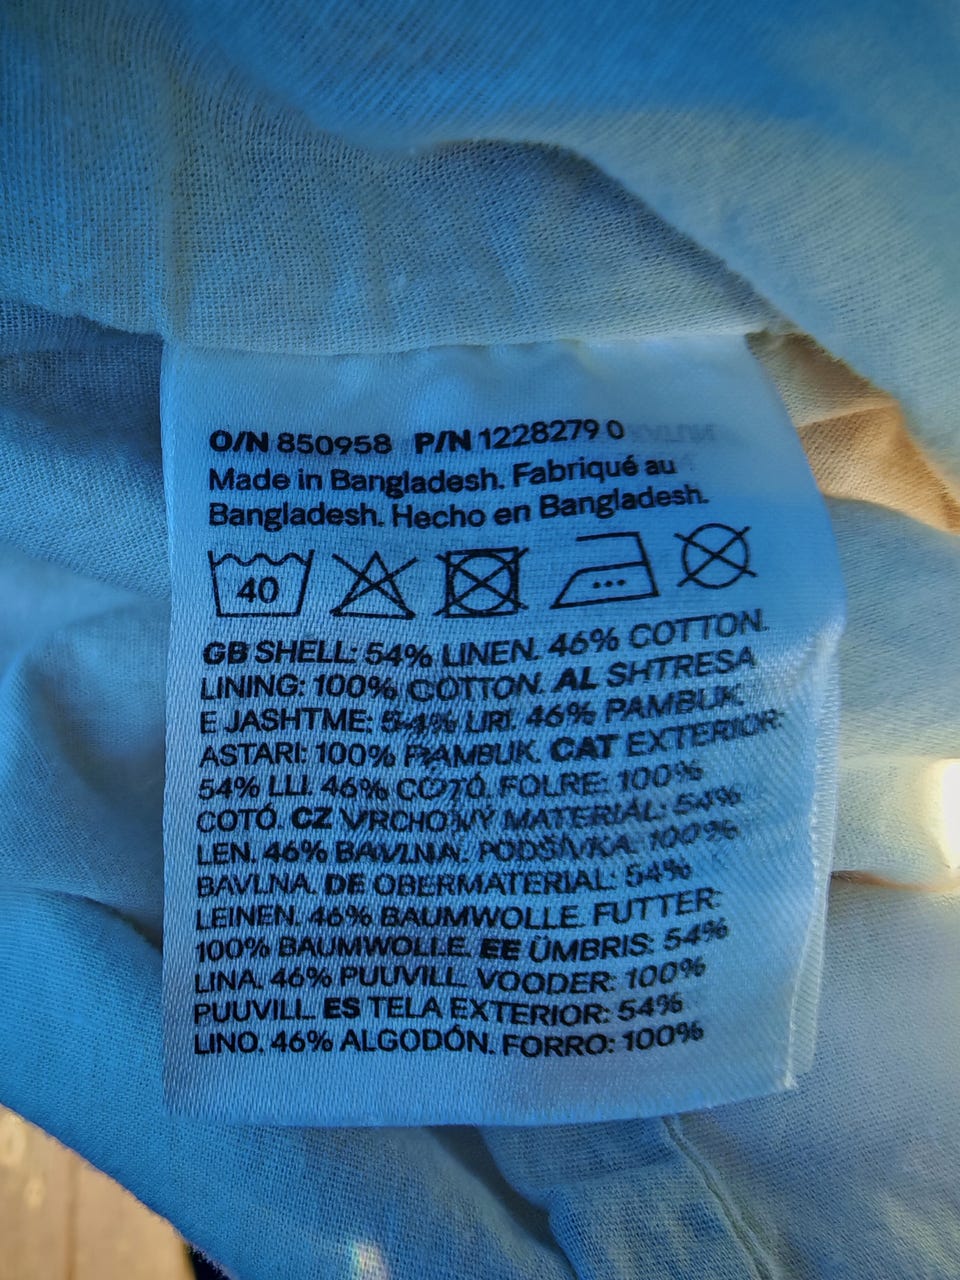 O/N 850958 P/N 1228279 0
Made in Bangladesh. Fabriqué au
Bangladesh. Hecho en Bangladesh.
40
GB SHELL: 54% LINEN. 46% COTTON.
LINING: 100% COTTON. AL SHTRESA
E JASHTME: 54% LIRI. 46% PAMBUK.
ASTARI: 100% PAMBUK. CAT EXTERIOR:
54% LLI. 46% COTÓ. FOLRE: 100%
COTÓ. CZ VRCHOVÝ MATERIÁL: 54%
LEN. 46% BAVLNA. PODŠÍVKA: 100%
BAVLNA. DE OBERMATERIAL: 54%
LEINEN. 46% BAUMWOLLE. FUTTER:
100% BAUMWOLLE. EE ÜMBRIS: 54%
LINA. 46% PUUVILL. VOODER: 100%
PUUVILL. ES TELA EXTERIOR: 54%
LINO. 46% ALGODÓN. FORRO: 100%